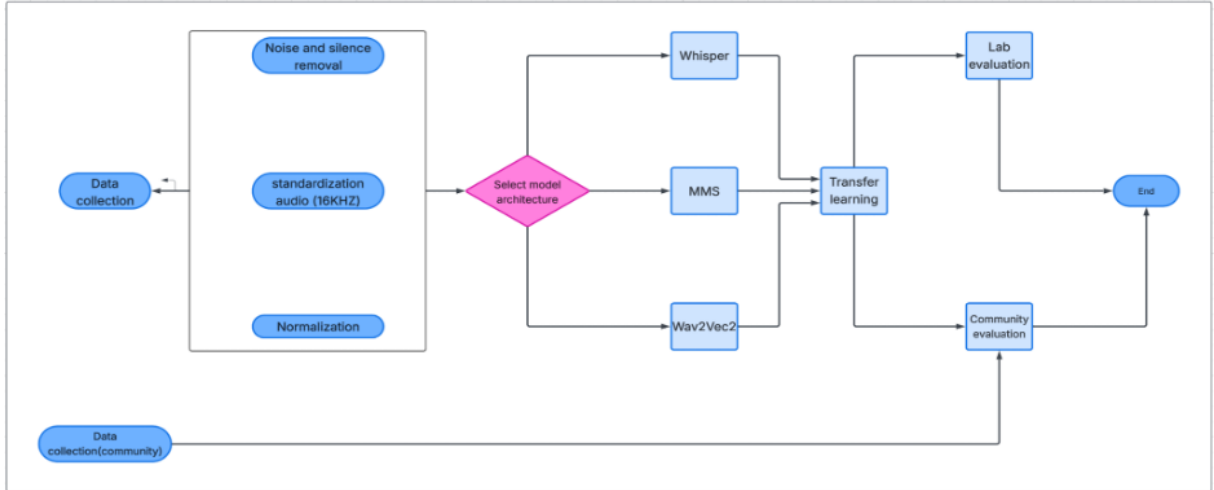 Noise and silence
removal
Data
collection
standardization
audio (16KHZ)
Normalization
Select model
architecture
Whisper
MMS
Wav2Vec2
Transfer
learning
Lab
evaluation
Community
evaluation
End
Data
collection(community)